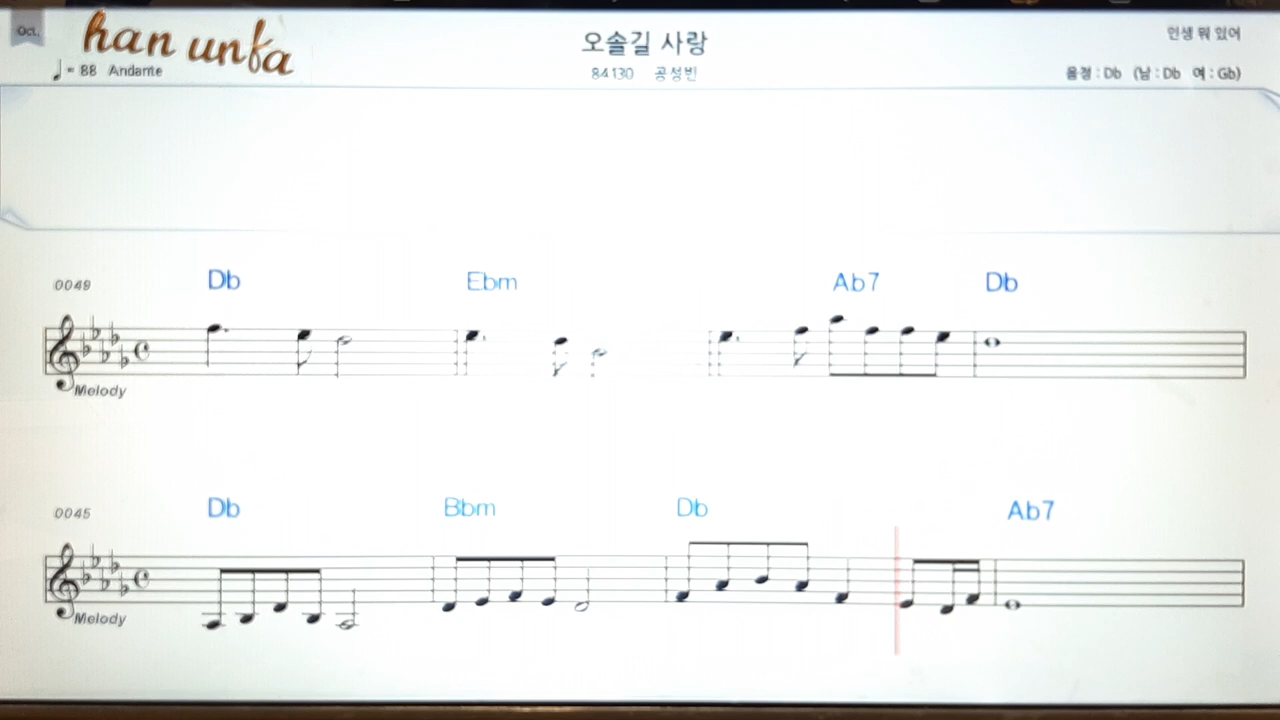 Oct.
han unfa
오솔길 사랑
인생 뭐 있어
♩ = 88 Andante
84130 공성빈
음정 : Db (남 : Db 여 : Gb)
0049
Db Ebm Ab7 Db
Melody
0045
Db Bbm Db Ab7
Melody